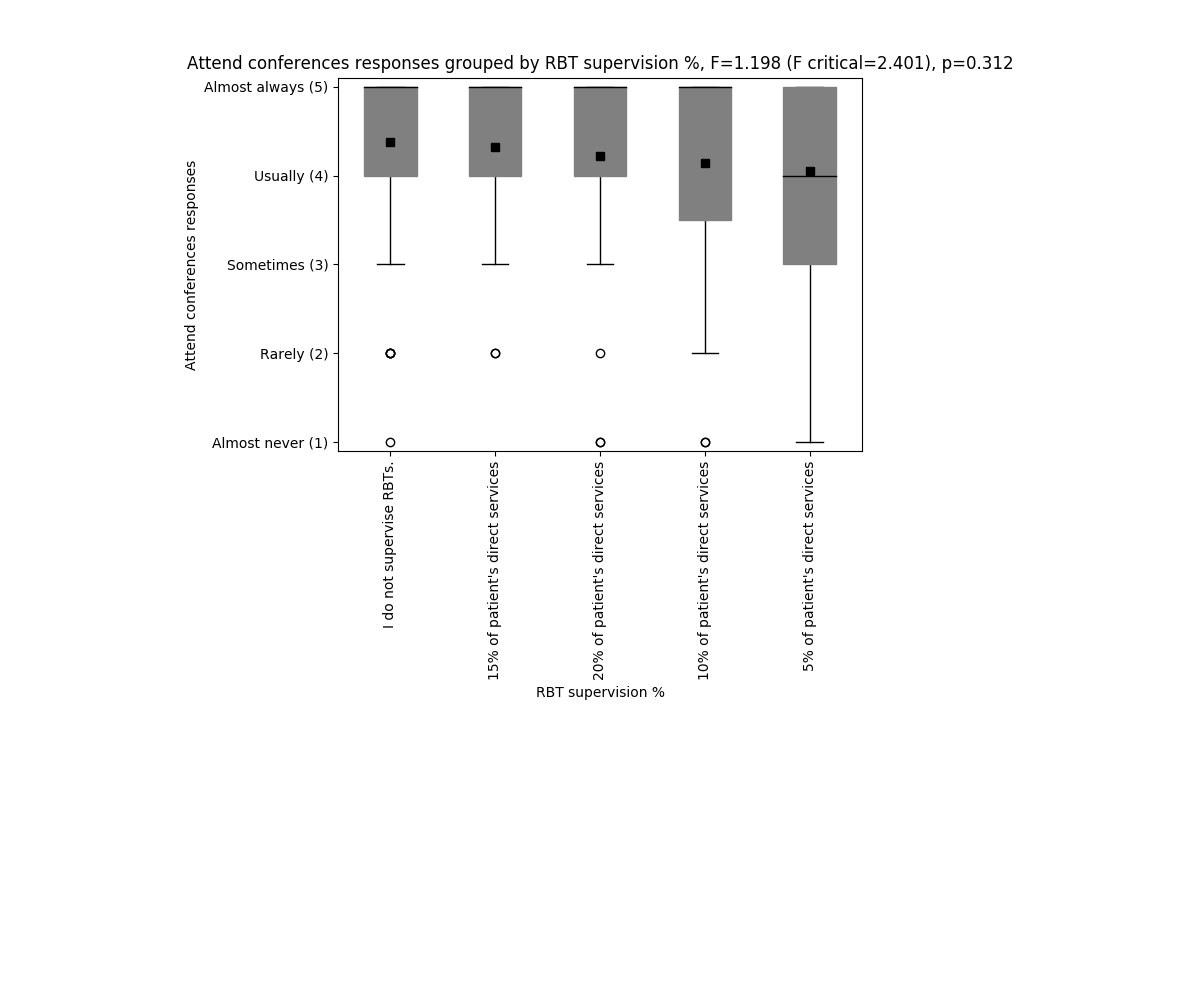 Attend conferences responses grouped by RBT supervision %, F=1.198 (F critical=2.401), p=0.312
Attend conferences responses
Almost always (5)
Usually (4)
Sometimes (3)
Rarely (2)
Almost never (1)
I do not supervise RBTs.
15% of patient's direct services
20% of patient's direct services
10% of patient's direct services
5% of patient's direct services
RBT supervision %